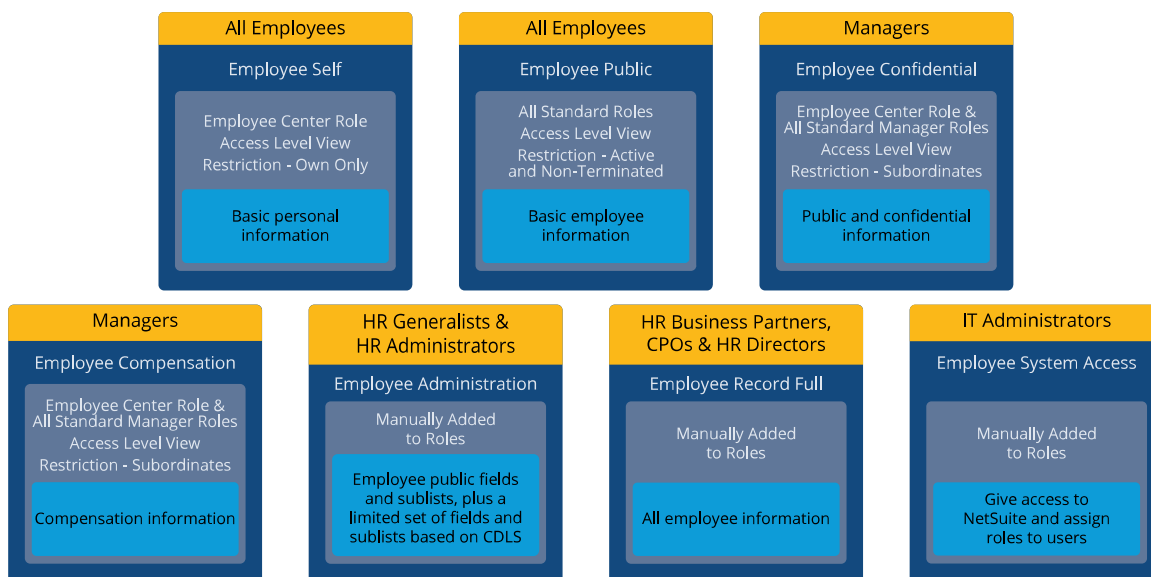 All Employees
Employee Self
Employee Center Role
Access Level View
Restriction - Own Only
Basic personal
information
All Employees
Employee Public
All Standard Roles
Access Level View
Restriction - Active
and Non-Terminated
Basic employee
information
Managers
Employee Confidential
Employee Center Role &
All Standard Manager Roles
Access Level View
Restriction - Subordinates
Public and confidential
information
Managers
Employee Compensation
Employee Center Role &
All Standard Manager Roles
Access Level View
Restriction - Subordinates
Compensation information
HR Generalists &
HR Administrators
Employee Administration
Manually Added
to Roles
Employee public fields
and sublists, plus a
limited set of fields and
sublists based on CDLS
HR Business Partners,
CPOs & HR Directors
Employee Record Full
Manually Added
to Roles
All employee information
IT Administrators
Employee System Access
Manually Added
to Roles
Give access to
NetSuite and assign
roles to users